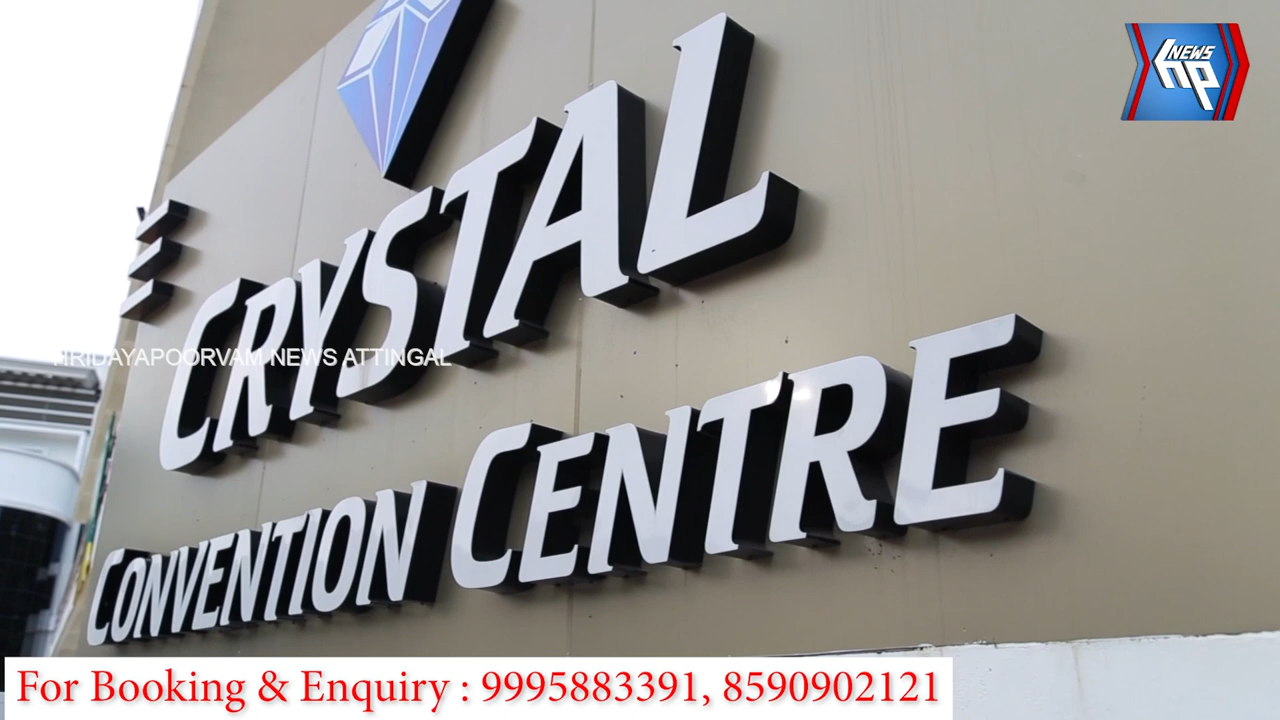 NEWS
hp
CRYSTAL
HRIDAYAPOORVAM NEWS ATTINGAL
CONVENTION CENTRE
For Booking & Enquiry : 9995883391, 8590902121